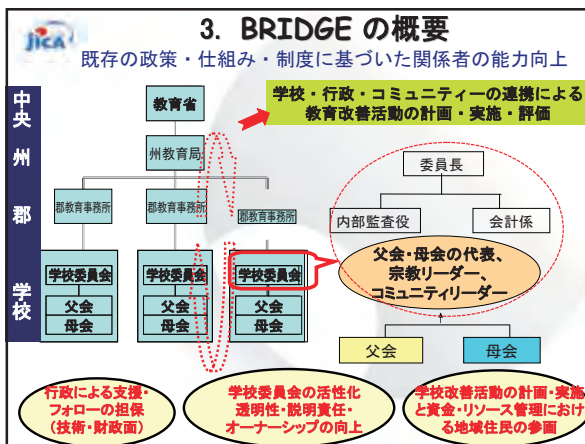 jica
3. BRIDGE の概要
既存の政策・仕組み・制度に基づいた関係者の能力向上
中央
州
郡
学校
教育省
州教育局
郡教育事務所
郡教育事務所
郡教育事務所
学校委員会
父会
母会
学校委員会
父会
母会
学校委員会
父会
母会
学校・行政・コミュニティーの連携による
教育改善活動の計画・実施・評価
委員長
内部監査役
会計係
父会・母会の代表、
宗教リーダー、
コミュニティリーダー
父会
母会
行政による支援・
フォローの担保
(技術・財政面)
学校委員会の活性化
透明性・説明責任・
オーナーシップの向上
学校改善活動の計画・実施
と資金・リソース管理におけ
る地域住民の参画